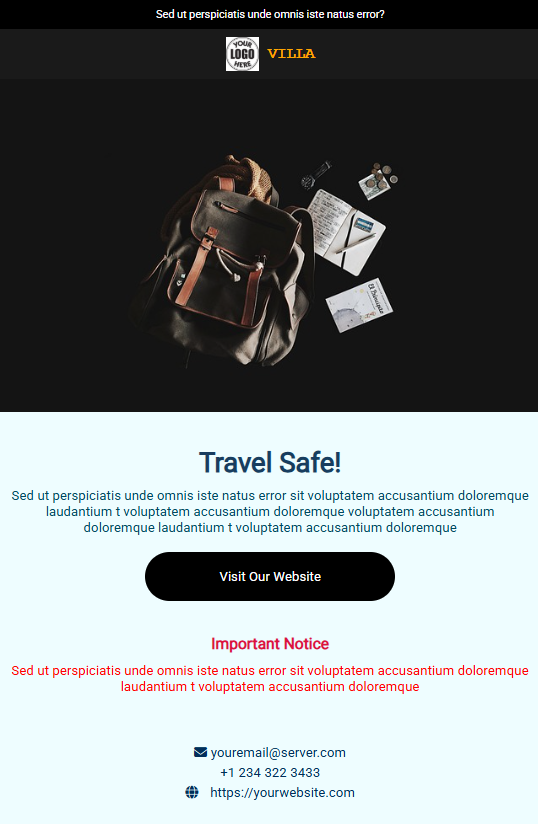 Sed ut perspiciatis unde omnis iste natus error?
YOUR
LOGO
HERE
VILLA
Travel Safe!
Sed ut perspiciatis unde omnis iste natus error sit voluptatem accusantium doloremque
laudantium t voluptatem accusantium doloremque voluptatem accusantium
doloremque laudantium t voluptatem accusantium doloremque
Visit Our Website
Important Notice
Sed ut perspiciatis unde omnis iste natus error sit voluptatem accusantium doloremque
laudantium t voluptatem accusantium doloremque
youremail@server.com
+1 234 322 3433
https://yourwebsite.com